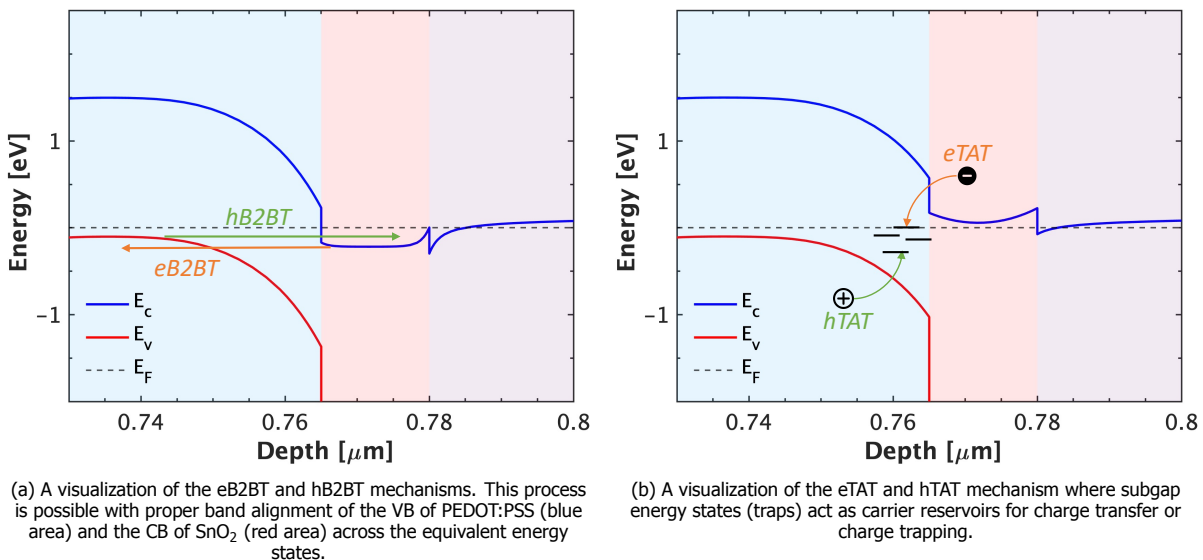 Energy [eV]
1
−1
hB2BT
eB2BT
E_c
E_v
E_F
0.74
0.76
0.78
0.8
Depth [μm]
(a) A visualization of the eB2BT and hB2BT mechanisms. This process
is possible with proper band alignment of the VB of PEDOT:PSS (blue
area) and the CB of SnO₂ (red area) across the equivalent energy
states.
Energy [eV]
1
−1
eTAT
hTAT
E_c
E_v
E_F
0.74
0.76
0.78
0.8
Depth [μm]
(b) A visualization of the eTAT and hTAT mechanism where subgap
energy states (traps) act as carrier reservoirs for charge transfer or
charge trapping.